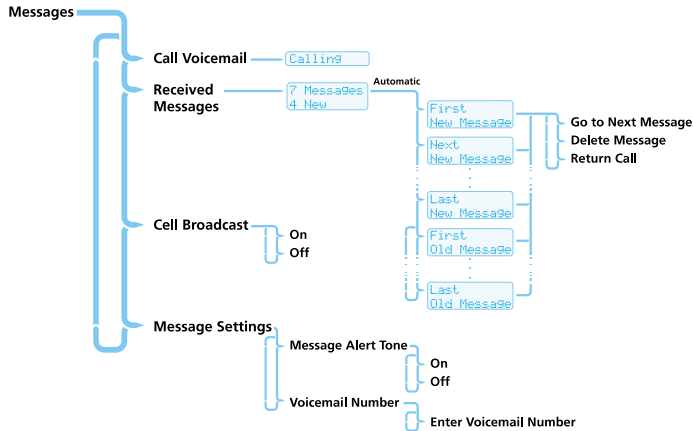 Messages
Call Voicemail
Calling
Received
Messages
7 Messages
4 New
Automatic
First
New Message
Next
New Message
Last
New Message
First
Old Message
Last
Old Message
Go to Next Message
Delete Message
Return Call
Cell Broadcast
On
Off
Message Settings
Message Alert Tone
On
Off
Voicemail Number
Enter Voicemail Number